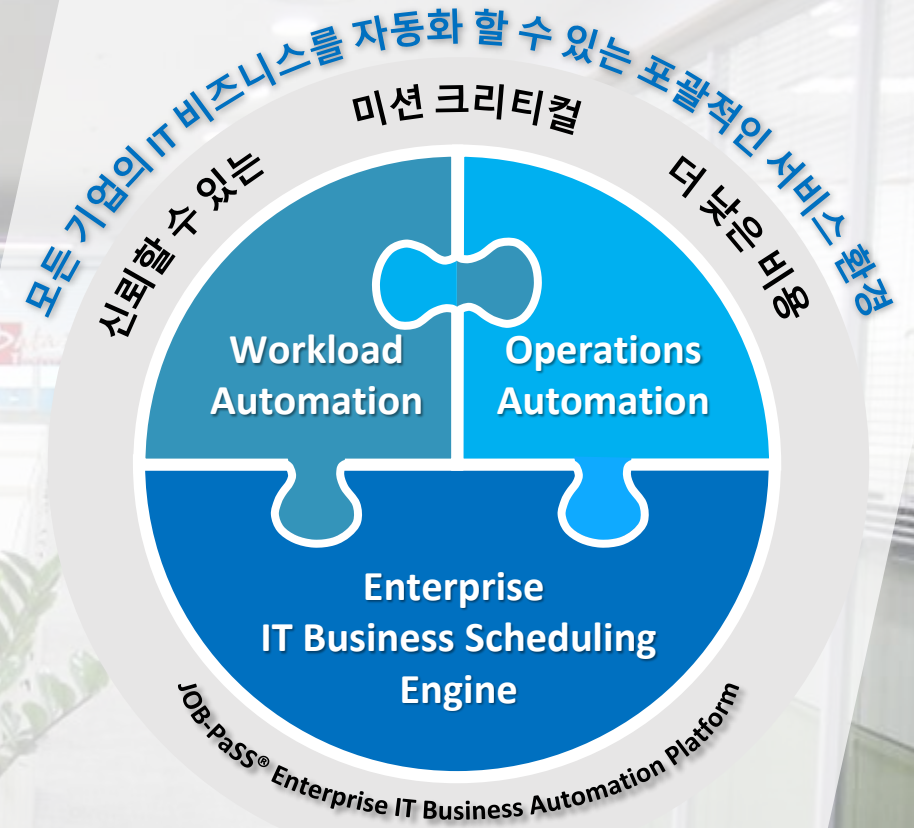 모든 기업의 IT 비즈니스를 자동화 할 수 있는 포괄적인 서비스 환경
신뢰할 수 있는
미션 크리티컬
더 낮은 비용
Workload
Automation
Operations
Automation
Enterprise
IT Business Scheduling
Engine
JOB-PaSS® Enterprise IT Business Automation Platform